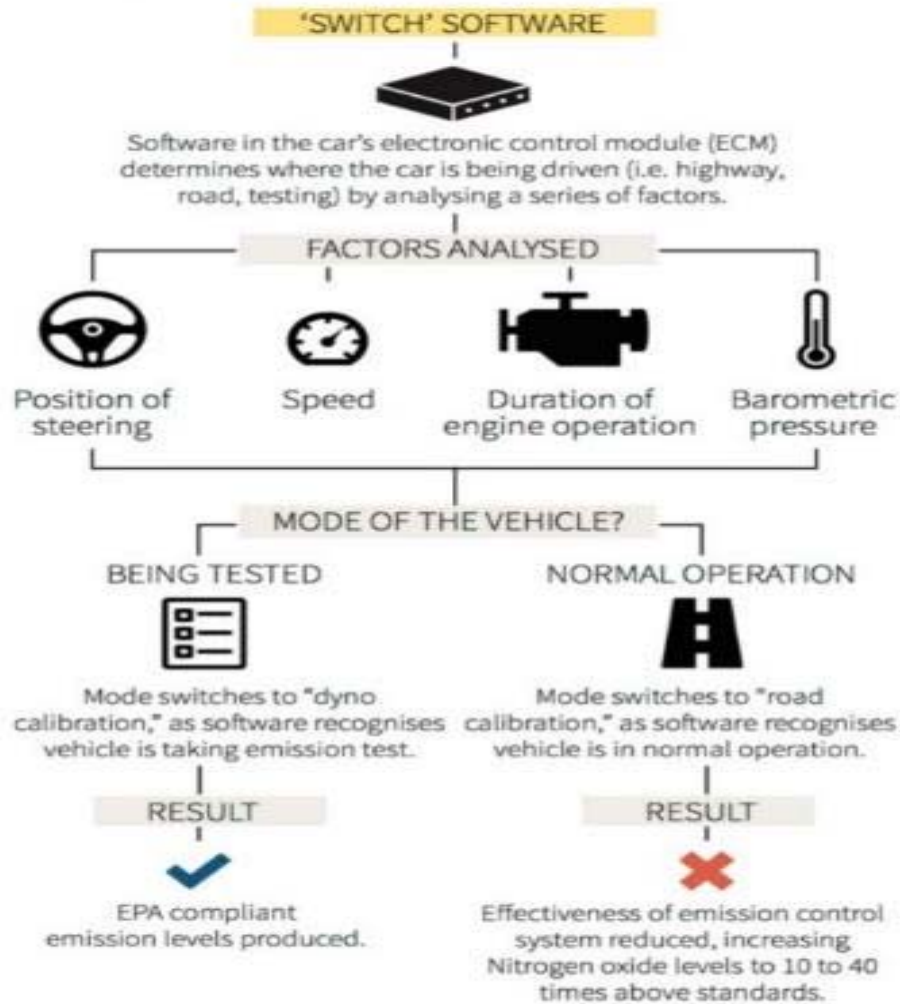 ‘SWITCH’ SOFTWARE
Software in the car's electronic control module (ECM)
determines where the car is being driven (i.e. highway,
road, testing) by analysing a series of factors.
FACTORS ANALYSED
Position of
steering
Speed
Duration of
engine operation
Barometric
pressure
MODE OF THE VEHICLE?
BEING TESTED
Mode switches to “dyno
calibration,” as software recognises
vehicle is taking emission test.
RESULT
EPA compliant
emission levels produced.
NORMAL OPERATION
Mode switches to “road
calibration,” as software recognises
vehicle is in normal operation.
RESULT
Effectiveness of emission control
system reduced, increasing
Nitrogen oxide levels to 10 to 40
times above standards.